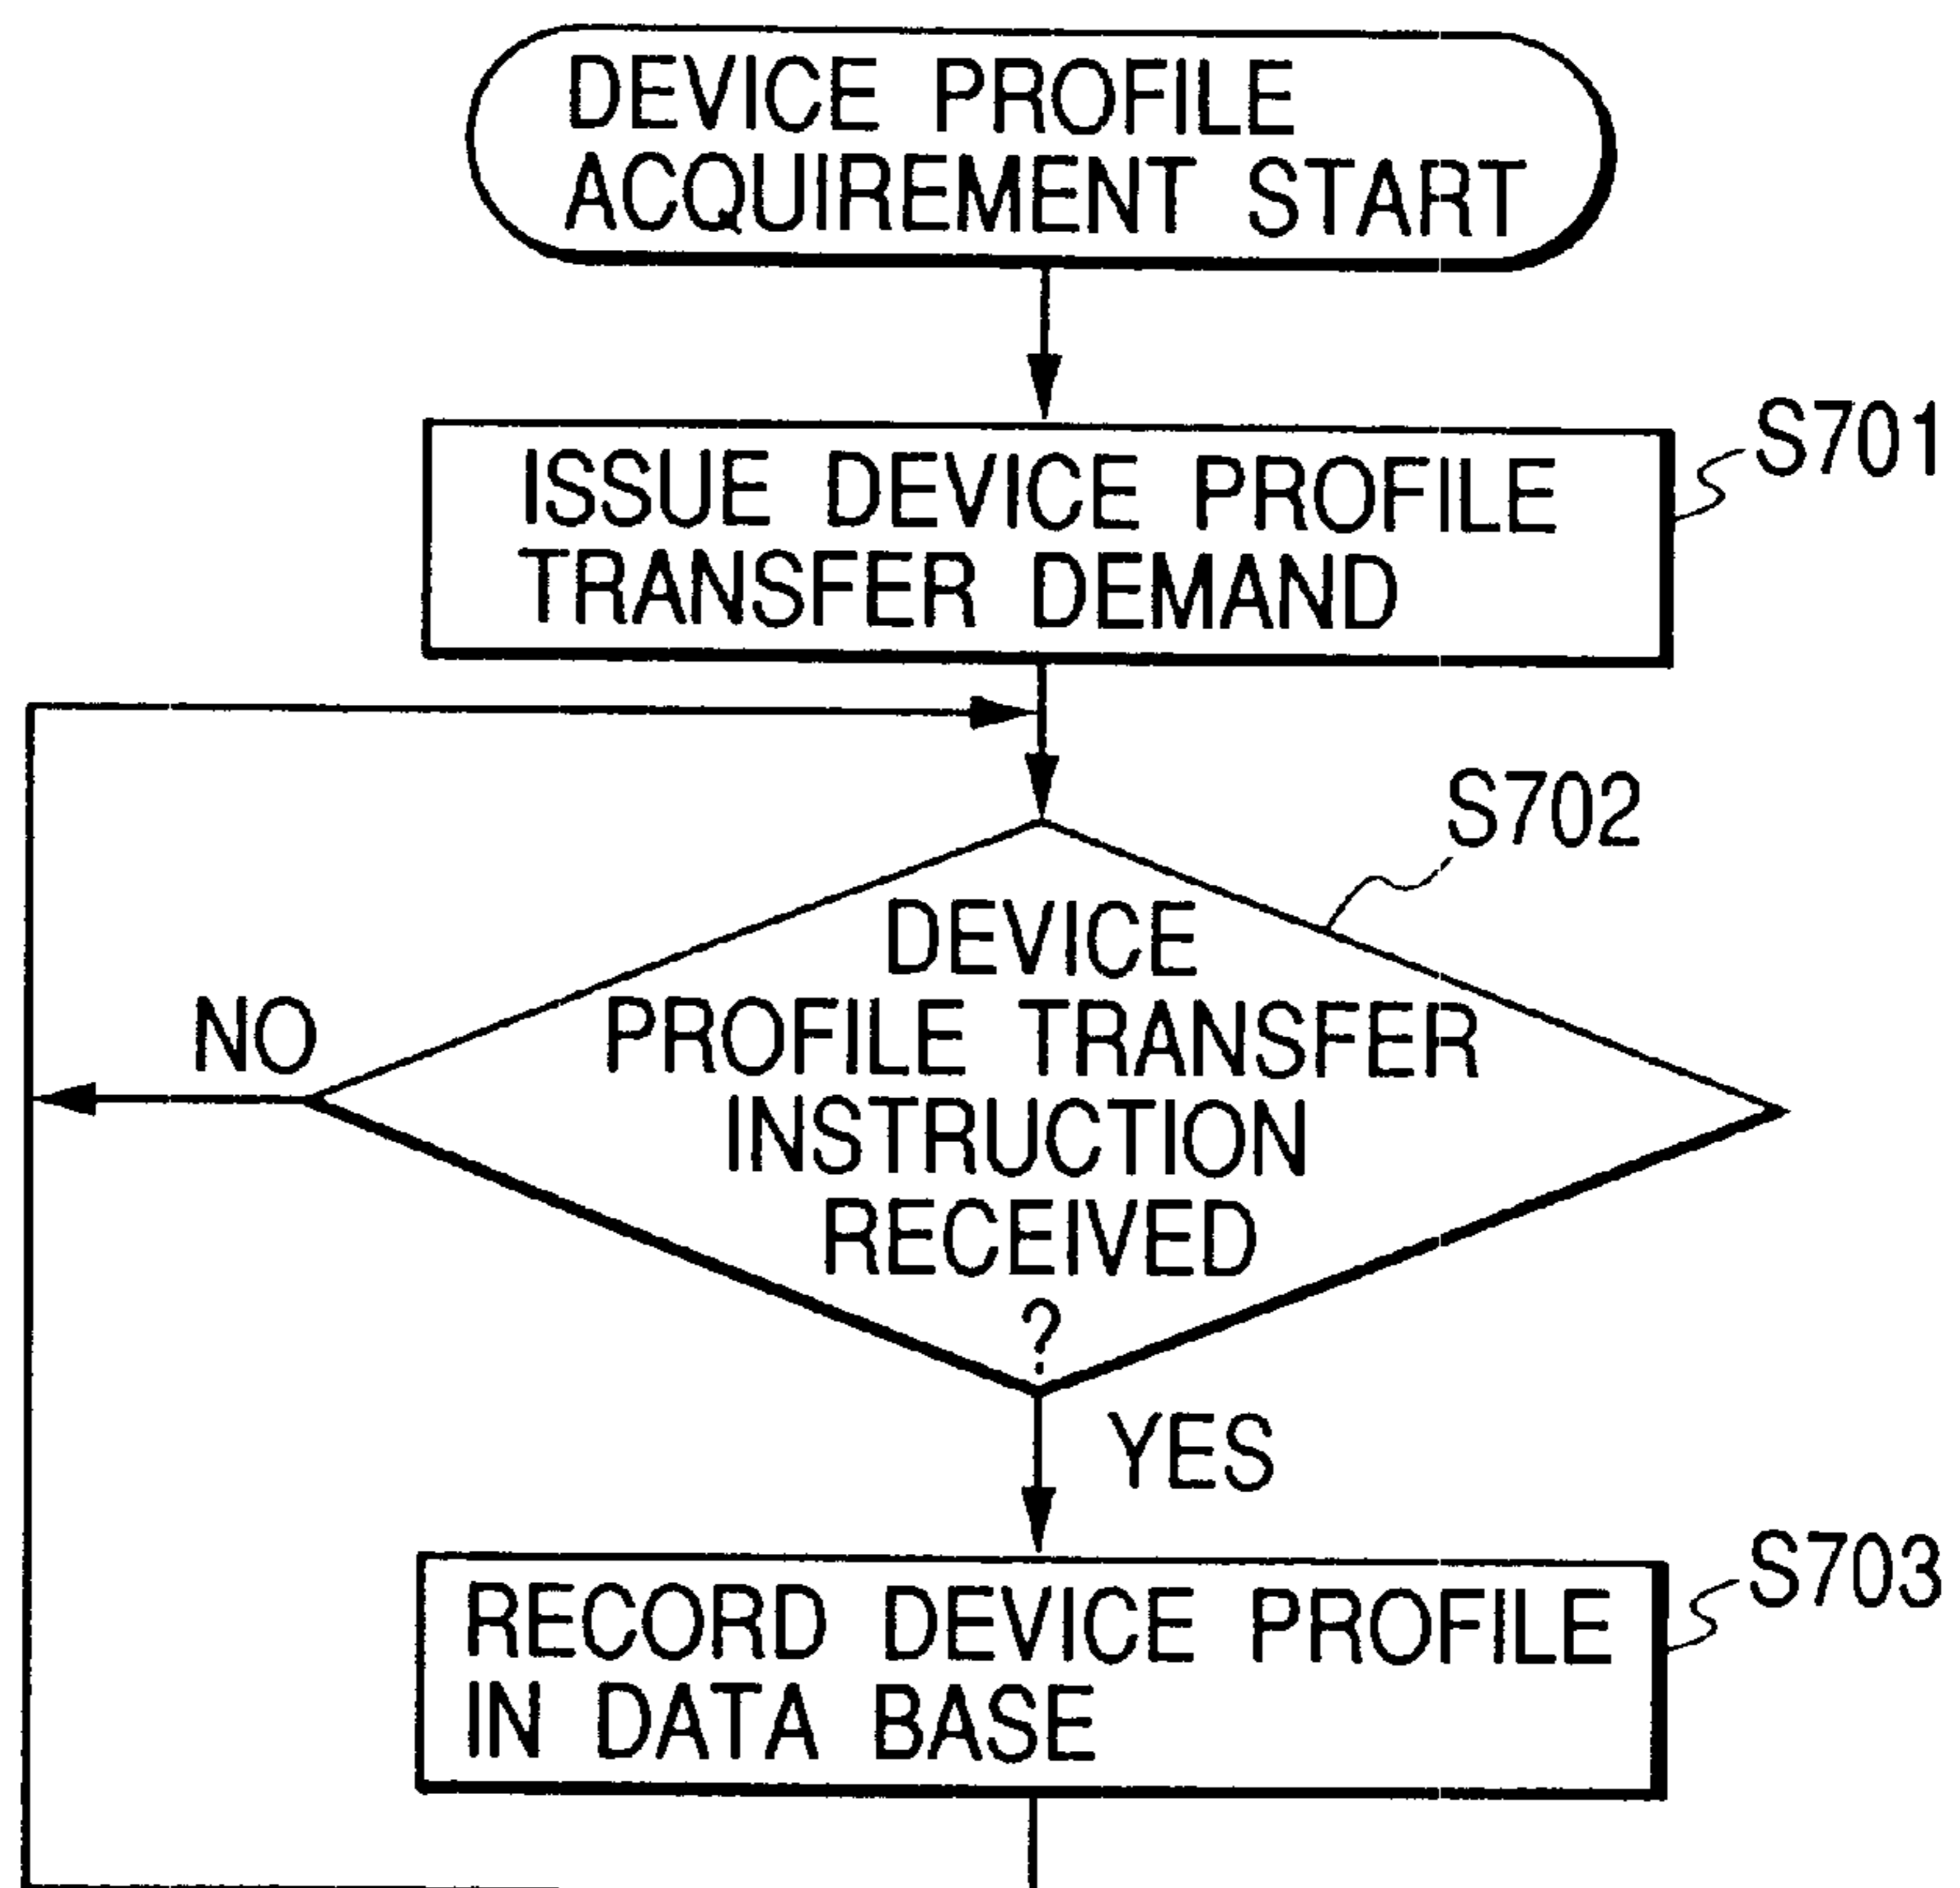 DEVICE PROFILE
ACQUIREMENT START
S701
ISSUE DEVICE PROFILE
TRANSFER DEMAND
S702
DEVICE
PROFILE TRANSFER
INSTRUCTION
RECEIVED
?
NO
YES
S703
RECORD DEVICE PROFILE
IN DATA BASE